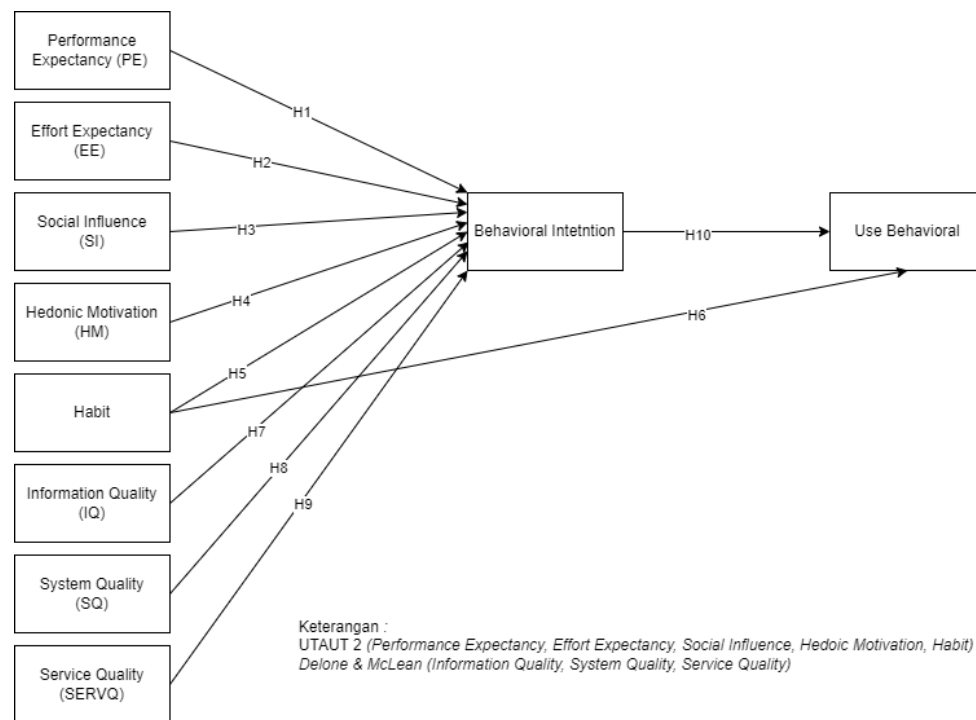 Performance
Expectancy (PE)
H1
Effort Expectancy
(EE)
H2
Social Influence
(SI)
H3
Behavioral Intetntion
H10
Use Behavioral
Hedonic Motivation
(HM)
H4
H6
Habit
H5
H7
Information Quality
(IQ)
H8
H9
System Quality
(SQ)
Service Quality
(SERVQ)
Keterangan :
UTAUT 2 (Performance Expectancy, Effort Expectancy, Social Influence, Hedoic Motivation, Habit)
Delone & McLean (Information Quality, System Quality, Service Quality)